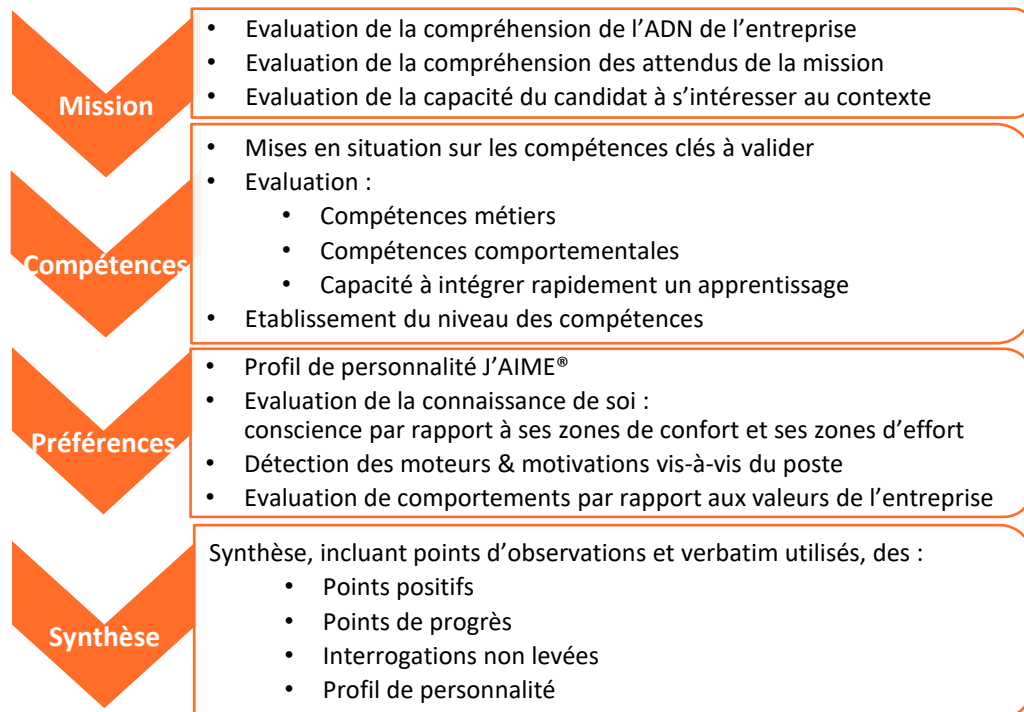 Mission
• Evaluation de la compréhension de l’ADN de l’entreprise
• Evaluation de la compréhension des attendus de la mission
• Evaluation de la capacité du candidat à s’intéresser au contexte
Compétences
• Mises en situation sur les compétences clés à valider
• Evaluation :
• Compétences métiers
• Compétences comportementales
• Capacité à intégrer rapidement un apprentissage
• Etablissement du niveau des compétences
Préférences
• Profil de personnalité J’AIME®
• Evaluation de la connaissance de soi :
conscience par rapport à ses zones de confort et ses zones d’effort
• Détection des moteurs & motivations vis-à-vis du poste
• Evaluation de comportements par rapport aux valeurs de l’entreprise
Synthèse
Synthèse, incluant points d’observations et verbatim utilisés, des :
• Points positifs
• Points de progrès
• Interrogations non levées
• Profil de personnalité